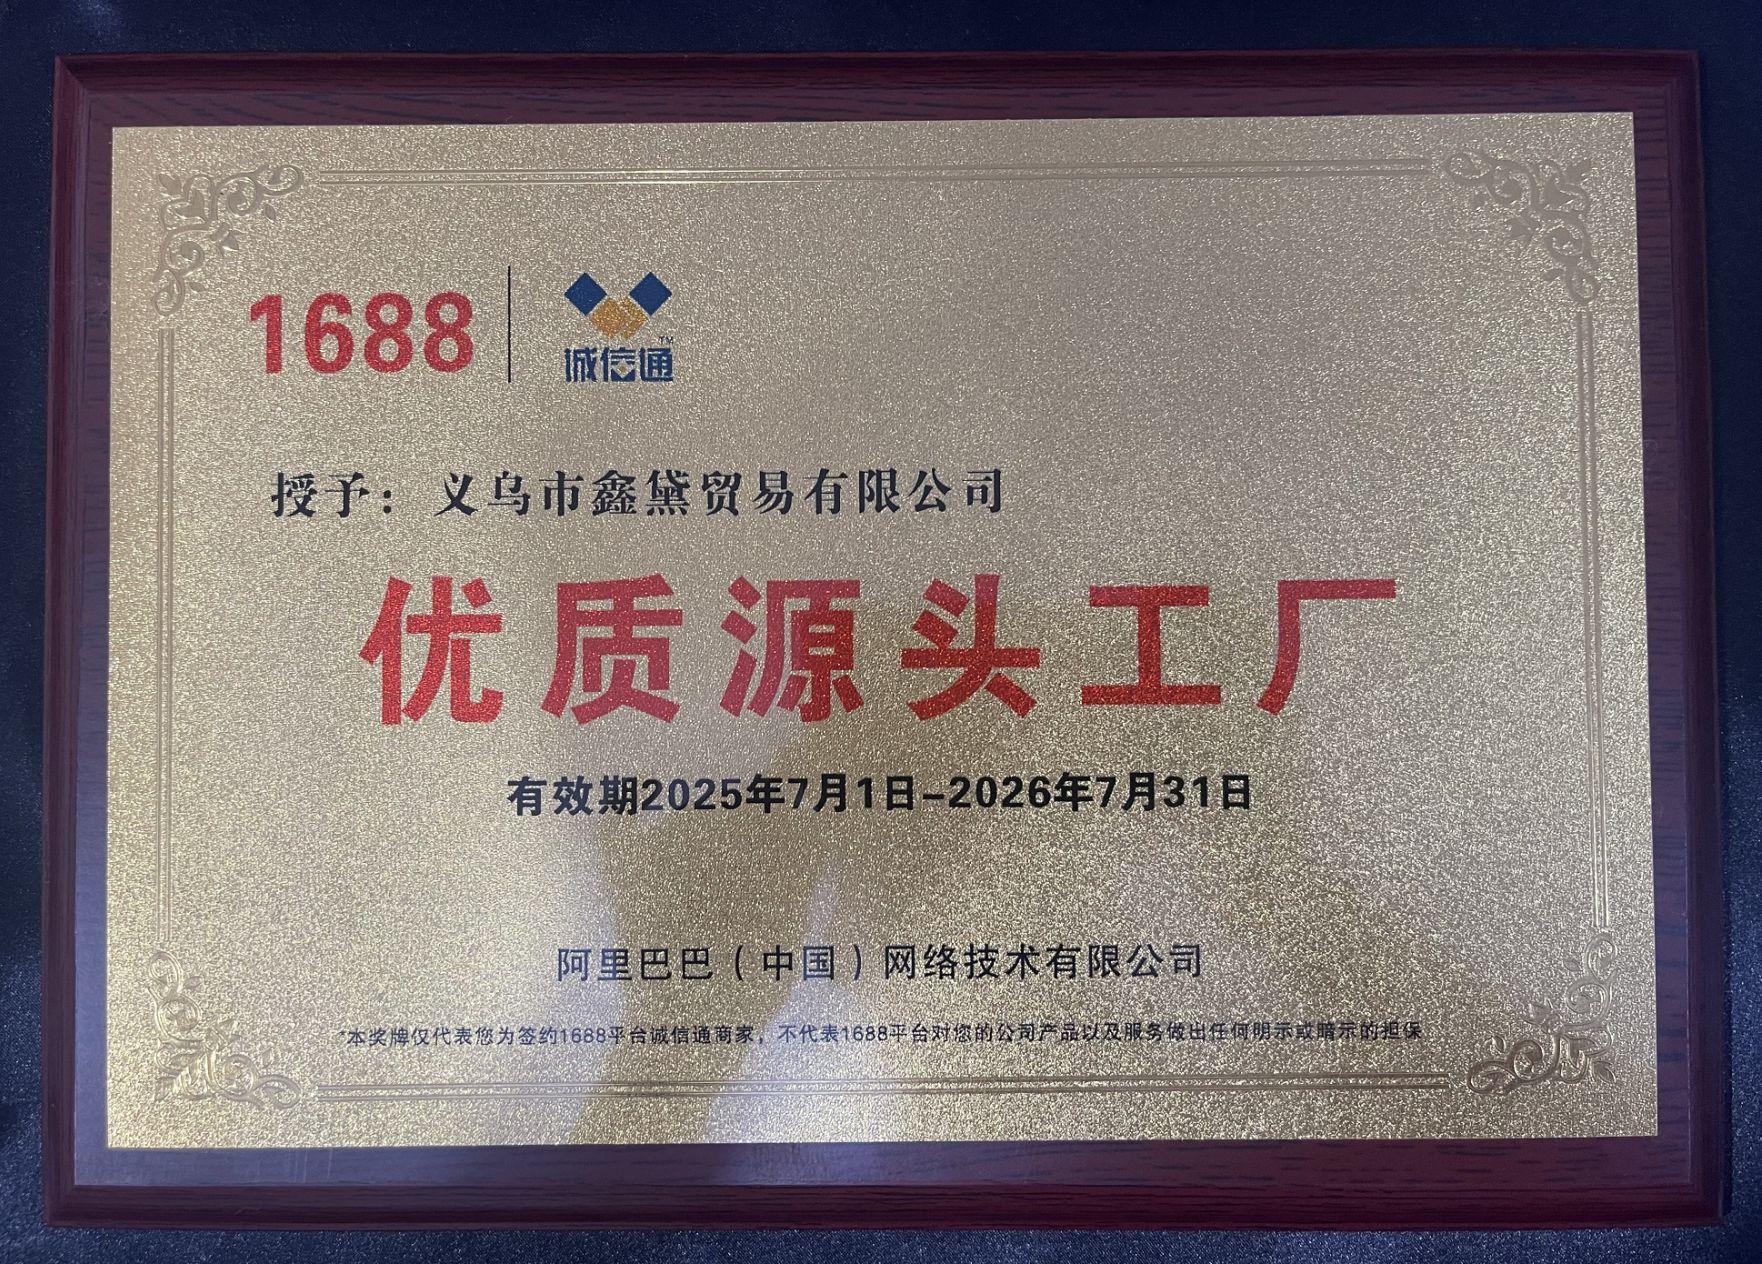 1688
诚信通 TM
授予：义乌市鑫黛贸易有限公司
优质源头工厂
有效期2025年7月1日-2026年7月31日
阿里巴巴（中国）网络技术有限公司
*本奖牌仅代表您为签约1688平台诚信通商家，不代表1688平台对您的公司产品以及服务做出任何明示或暗示的担保